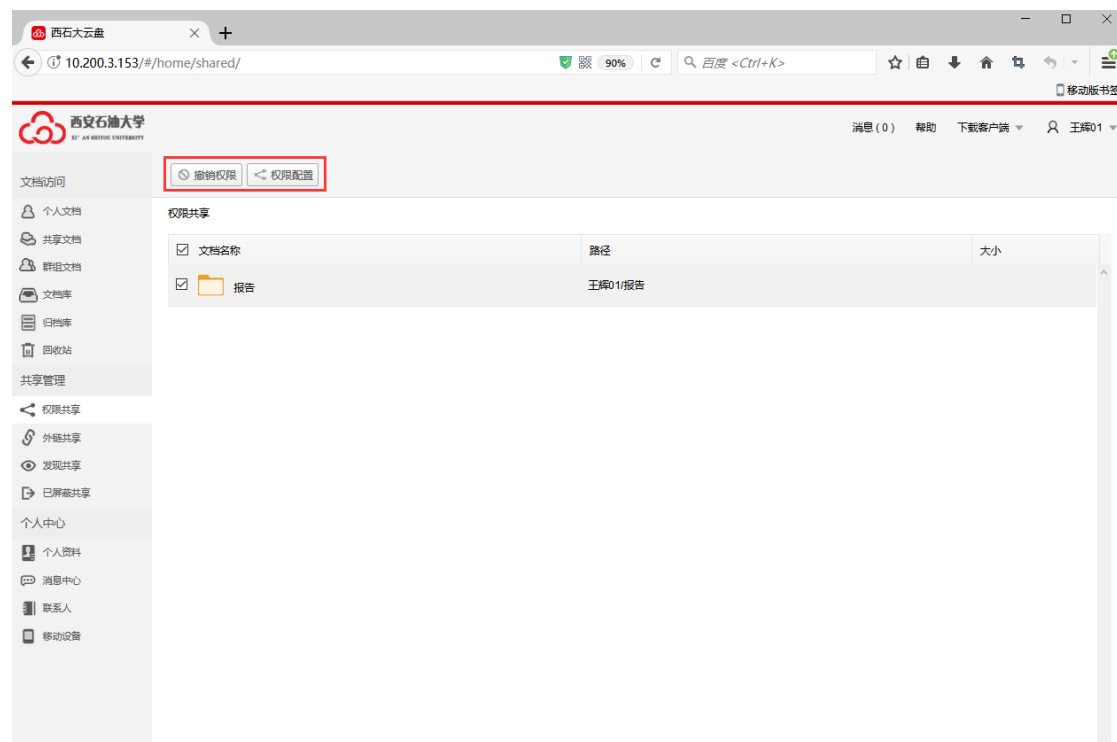 西石大云盘
10.200.3.153/#/home/shared/
90%
百度 <Ctrl+K>
移动版书签
西安石油大学
XI' AN SHIYOU UNIVERSITY
消息(0) 帮助 下载客户端 王辉01
文档访问
撤销权限 权限配置
个人文档
权限共享
共享文档
文档名称 路径 大小
群组文档
报告 王辉01/报告
文档库
归档库
回收站
共享管理
权限共享
外链共享
发现共享
已屏蔽共享
个人中心
个人资料
消息中心
联系人
移动设备